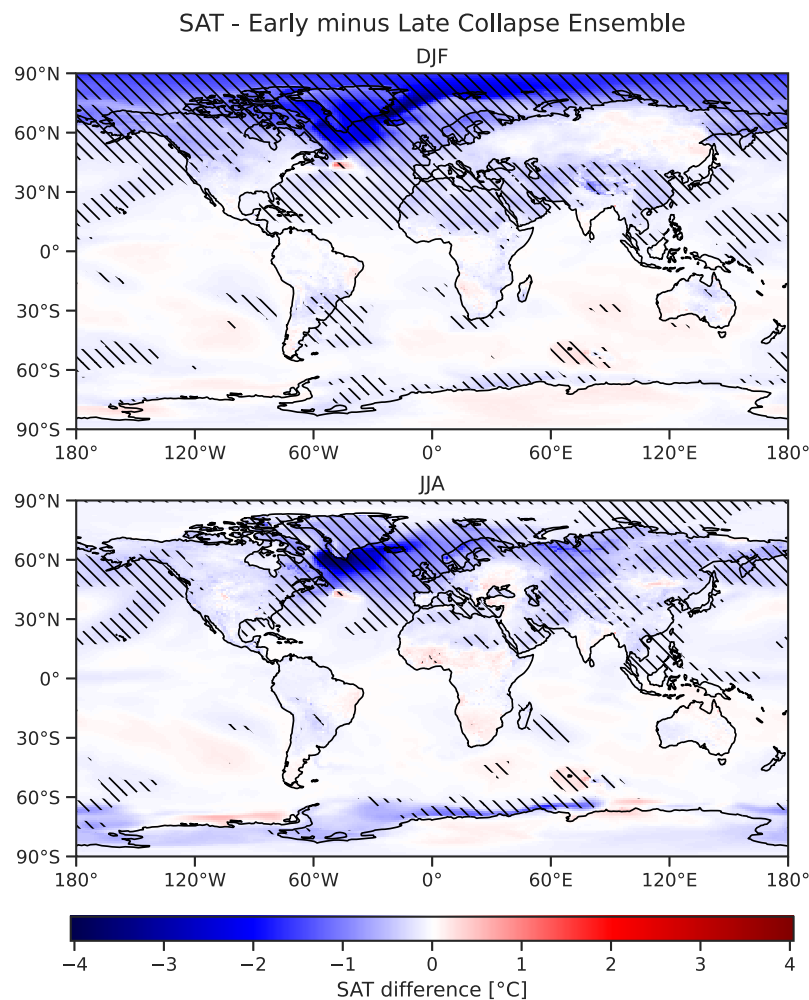 SAT - Early minus Late Collapse Ensemble
DJF
90°N
60°N
30°N
0°
30°S
60°S
90°S
180° 120°W 60°W 0° 60°E 120°E 180°
JJA
90°N
60°N
30°N
0°
30°S
60°S
90°S
180° 120°W 60°W 0° 60°E 120°E 180°
−4 −3 −2 −1 0 1 2 3 4
SAT difference [°C]